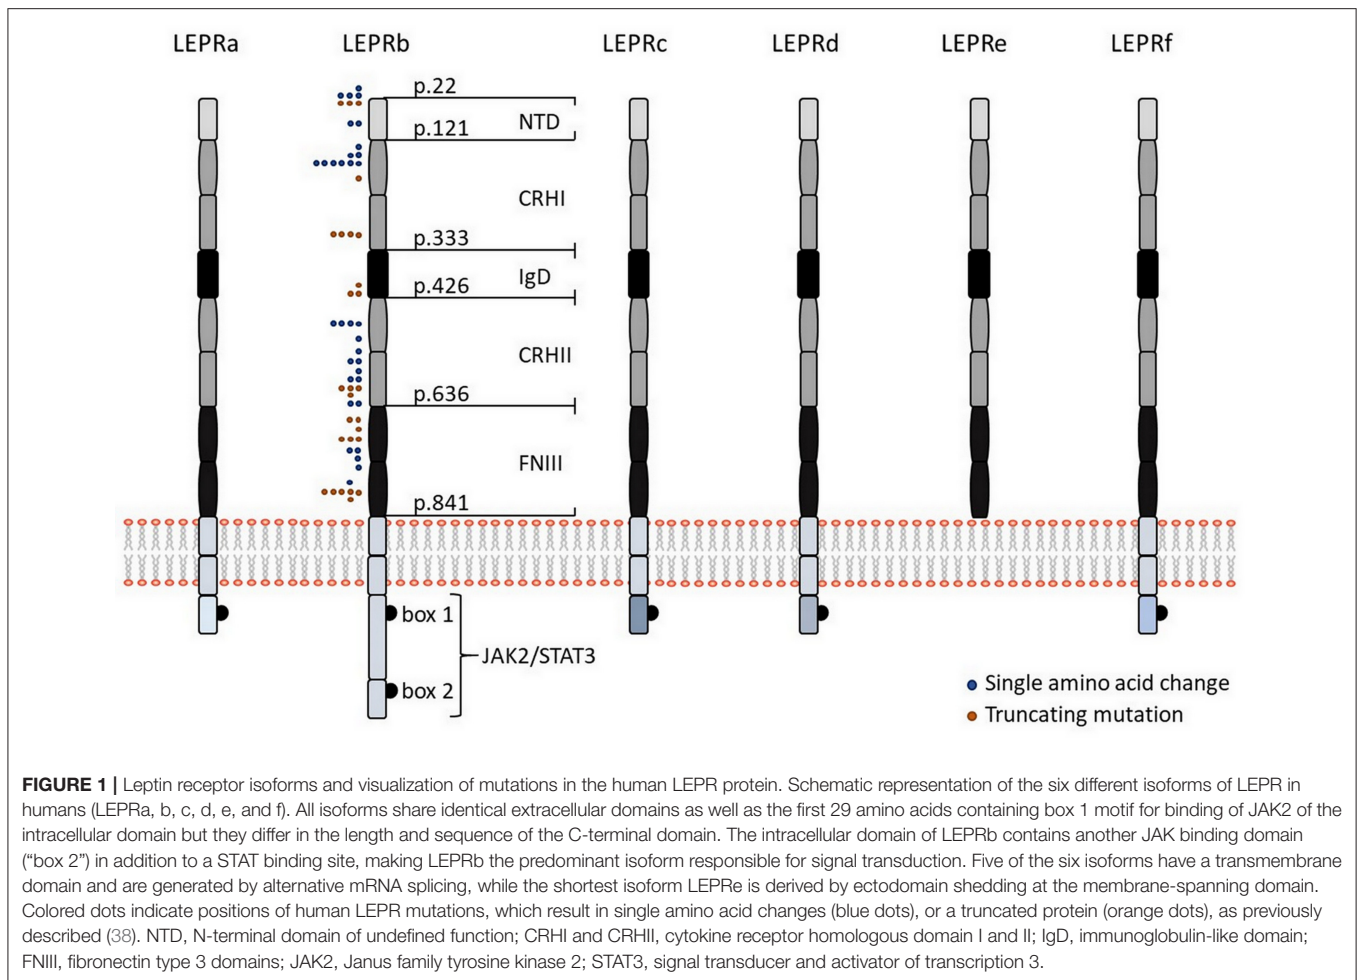 LEPRa LEPRb LEPRc LEPRd LEPRe LEPRf
p.22
NTD
p.121
CRHI
p.333
IgD
p.426
CRHII
p.636
FNIII
p.841
box 1
JAK2/STAT3
box 2
Single amino acid change
Truncating mutation
FIGURE 1 | Leptin receptor isoforms and visualization of mutations in the human LEPR protein. Schematic representation of the six different isoforms of LEPR in
humans (LEPRa, b, c, d, e, and f). All isoforms share identical extracellular domains as well as the first 29 amino acids containing box 1 motif for binding of JAK2 of the
intracellular domain but they differ in the length and sequence of the C-terminal domain. The intracellular domain of LEPRb contains another JAK binding domain
(“box 2”) in addition to a STAT binding site, making LEPRb the predominant isoform responsible for signal transduction. Five of the six isoforms have a transmembrane
domain and are generated by alternative mRNA splicing, while the shortest isoform LEPRe is derived by ectodomain shedding at the membrane-spanning domain.
Colored dots indicate positions of human LEPR mutations, which result in single amino acid changes (blue dots), or a truncated protein (orange dots), as previously
described (38). NTD, N-terminal domain of undefined function; CRHI and CRHII, cytokine receptor homologous domain I and II; IgD, immunoglobulin-like domain;
FNIII, fibronectin type 3 domains; JAK2, Janus family tyrosine kinase 2; STAT3, signal transducer and activator of transcription 3.